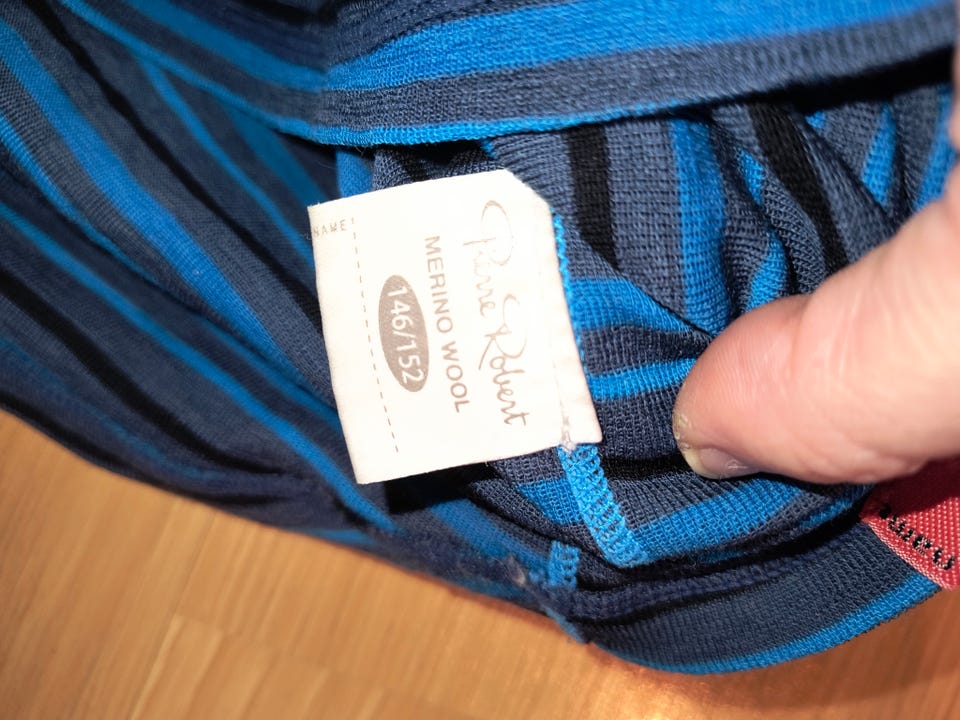 Pierre Robert
MERINO WOOL
146/152
NAME